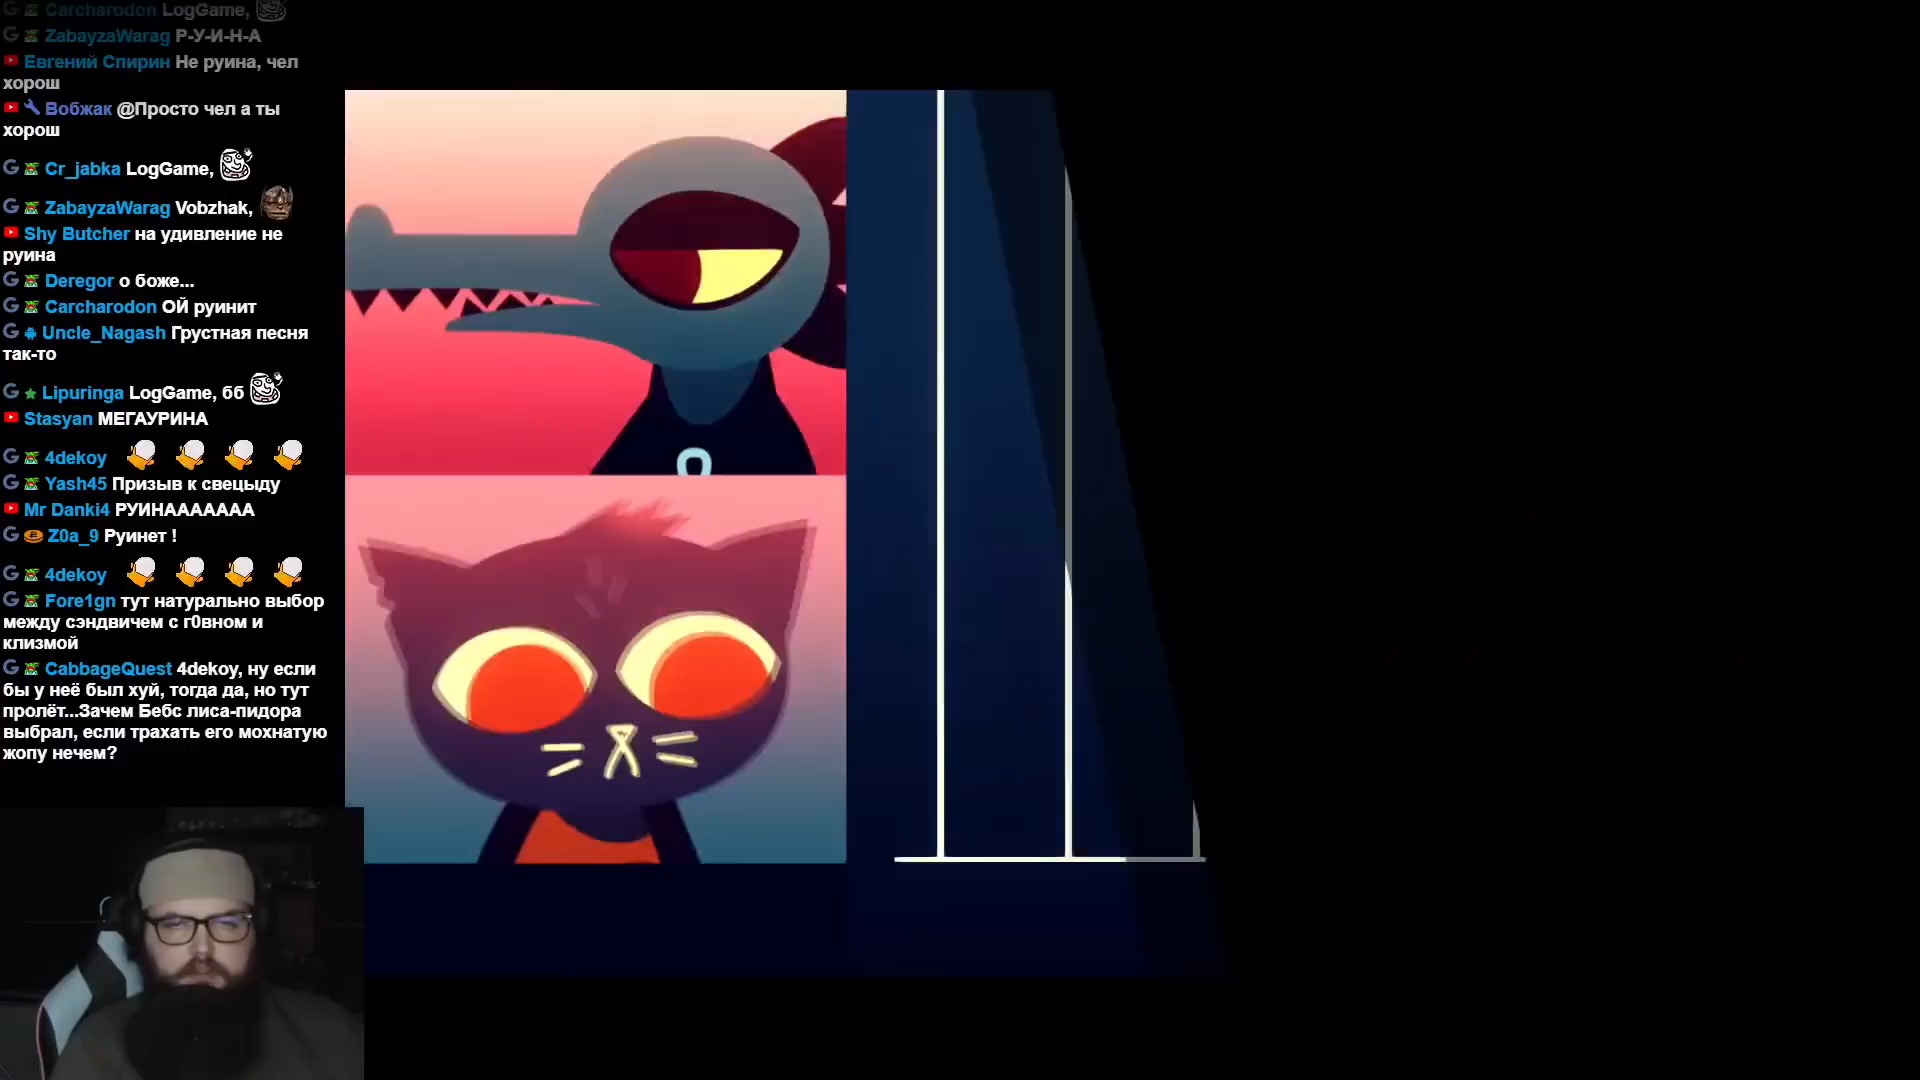 Carcharodon LogGame,
ZabayzaWarag Р-У-И-Н-А
Евгений Спирин Не руина, чел
хорош
Вобжак @Просто чел а ты
хорош
Cr_jabka LogGame,
ZabayzaWarag Vobzhak,
Shy Butcher на удивление не
руина
Deregor о боже...
Carcharodon ОЙ руинит
Uncle_Nagash Грустная песня
так-то
Lipuringa LogGame, бб
Stasyan МЕГАУРИНА
4dekoy
Yash45 Призыв к свецыду
Mr Danki4 РУИНААААААА
Z0a_9 Руинет !
4dekoy
Fore1gn тут натурально выбор
между сэндвичем с г0вном и
клизмой
CabbageQuest 4dekoy, ну если
бы у неё был хуй, тогда да, но тут
пролёт...Зачем Бебс лиса-пидора
выбрал, если трахать его мохнатую
жопу нечем?